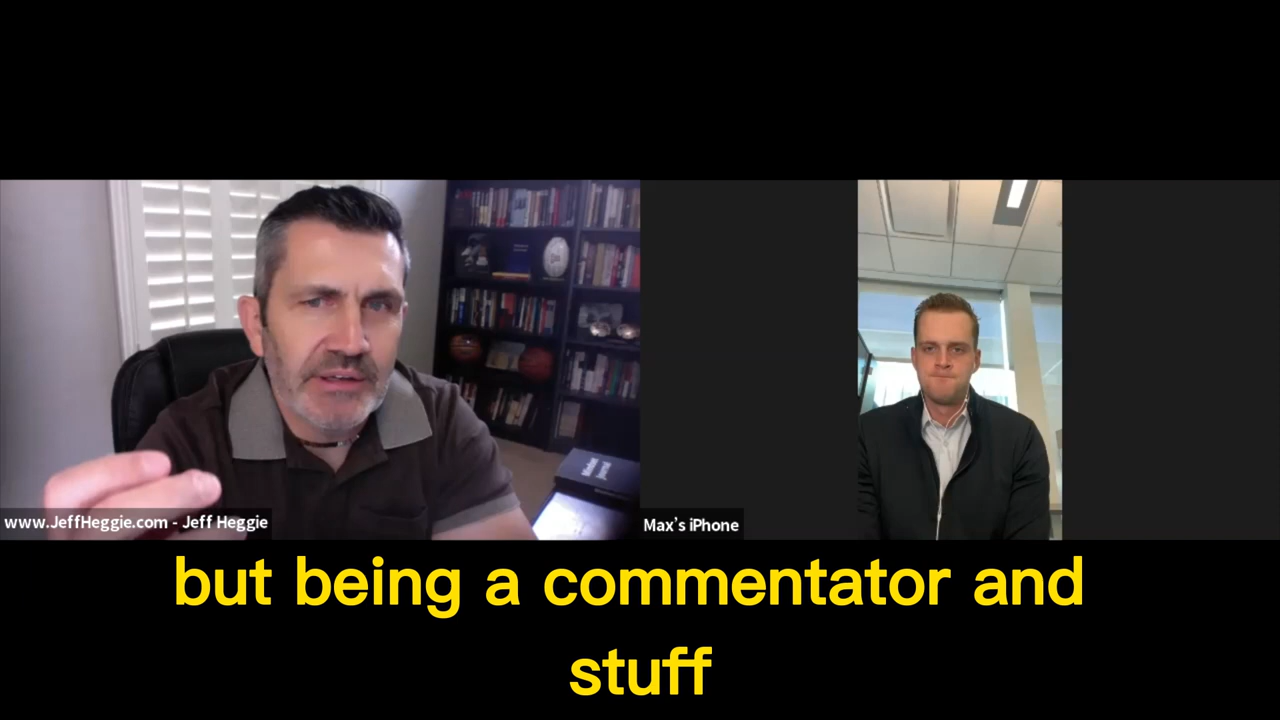 www.JeffHeggie.com - Jeff Heggie
Max's iPhone
but being a commentator and
stuff